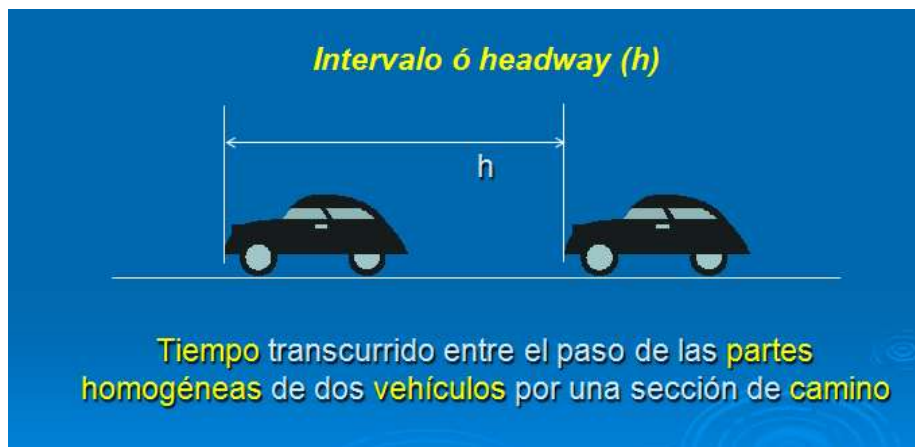 Intervalo ó headway (h)
h
Tiempo transcurrido entre el paso de las partes
homogéneas de dos vehículos por una sección de camino